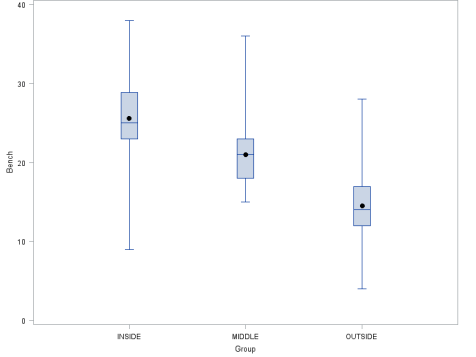 40
30
20
10
0
Bench
INSIDE
MIDDLE
OUTSIDE
Group